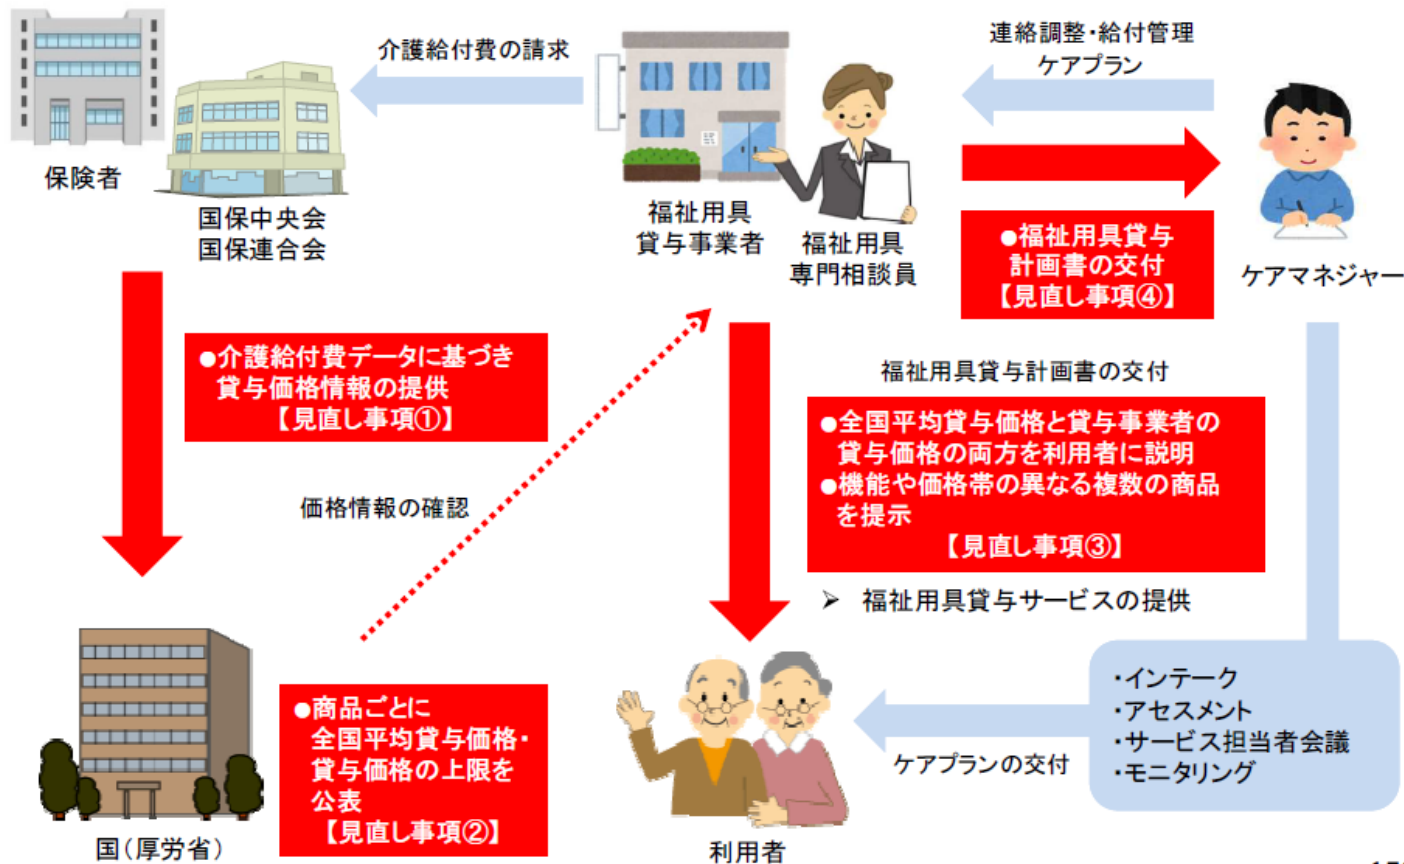 介護給付費の請求
連絡調整・給付管理
ケアプラン
保険者
国保中央会
国保連合会
福祉用具
貸与事業者
福祉用具
専門相談員
●福祉用具貸与
計画書の交付
【見直し事項④】
ケアマネジャー
●介護給付費データに基づき
貸与価格情報の提供
【見直し事項①】
福祉用具貸与計画書の交付
●全国平均貸与価格と貸与事業者の
貸与価格の両方を利用者に説明
●機能や価格帯の異なる複数の商品
を提示
【見直し事項③】
価格情報の確認
➢ 福祉用具貸与サービスの提供
●商品ごとに
全国平均貸与価格・
貸与価格の上限を
公表
【見直し事項②】
・インテーク
・アセスメント
・サービス担当者会議
・モニタリング
ケアプランの交付
国（厚労省）
利用者